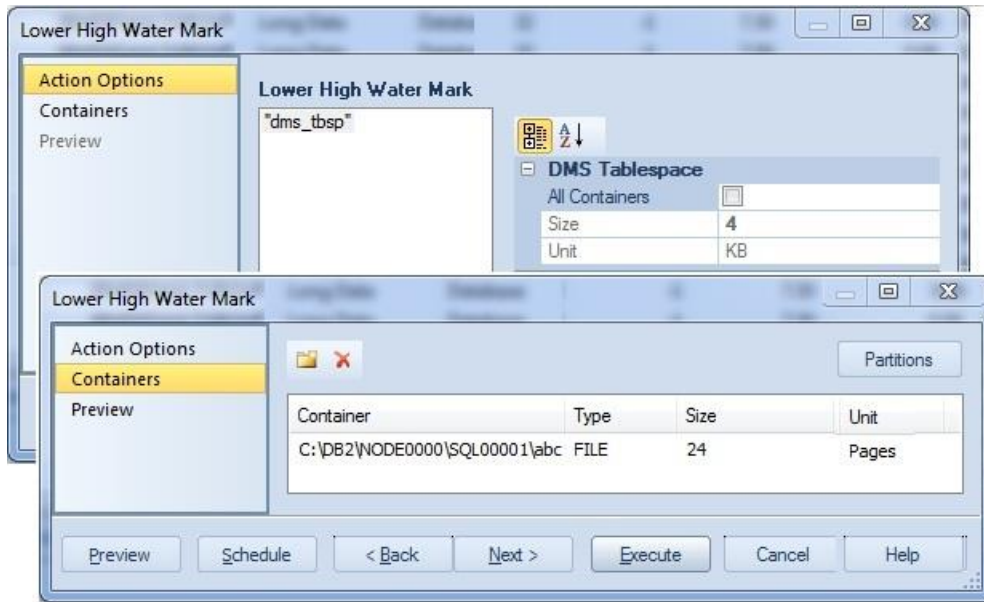 Lower High Water Mark
Action Options
Containers
Preview
Lower High Water Mark
"dms_tbsp"
A
Z
DMS Tablespace
All Containers
Size 4
Unit KB
Lower High Water Mark
Action Options
Containers
Preview
Partitions
Container Type Size Unit
C:\DB2\NODE0000\SQL00001\abc FILE 24 Pages
Preview Schedule < Back Next > Execute Cancel Help